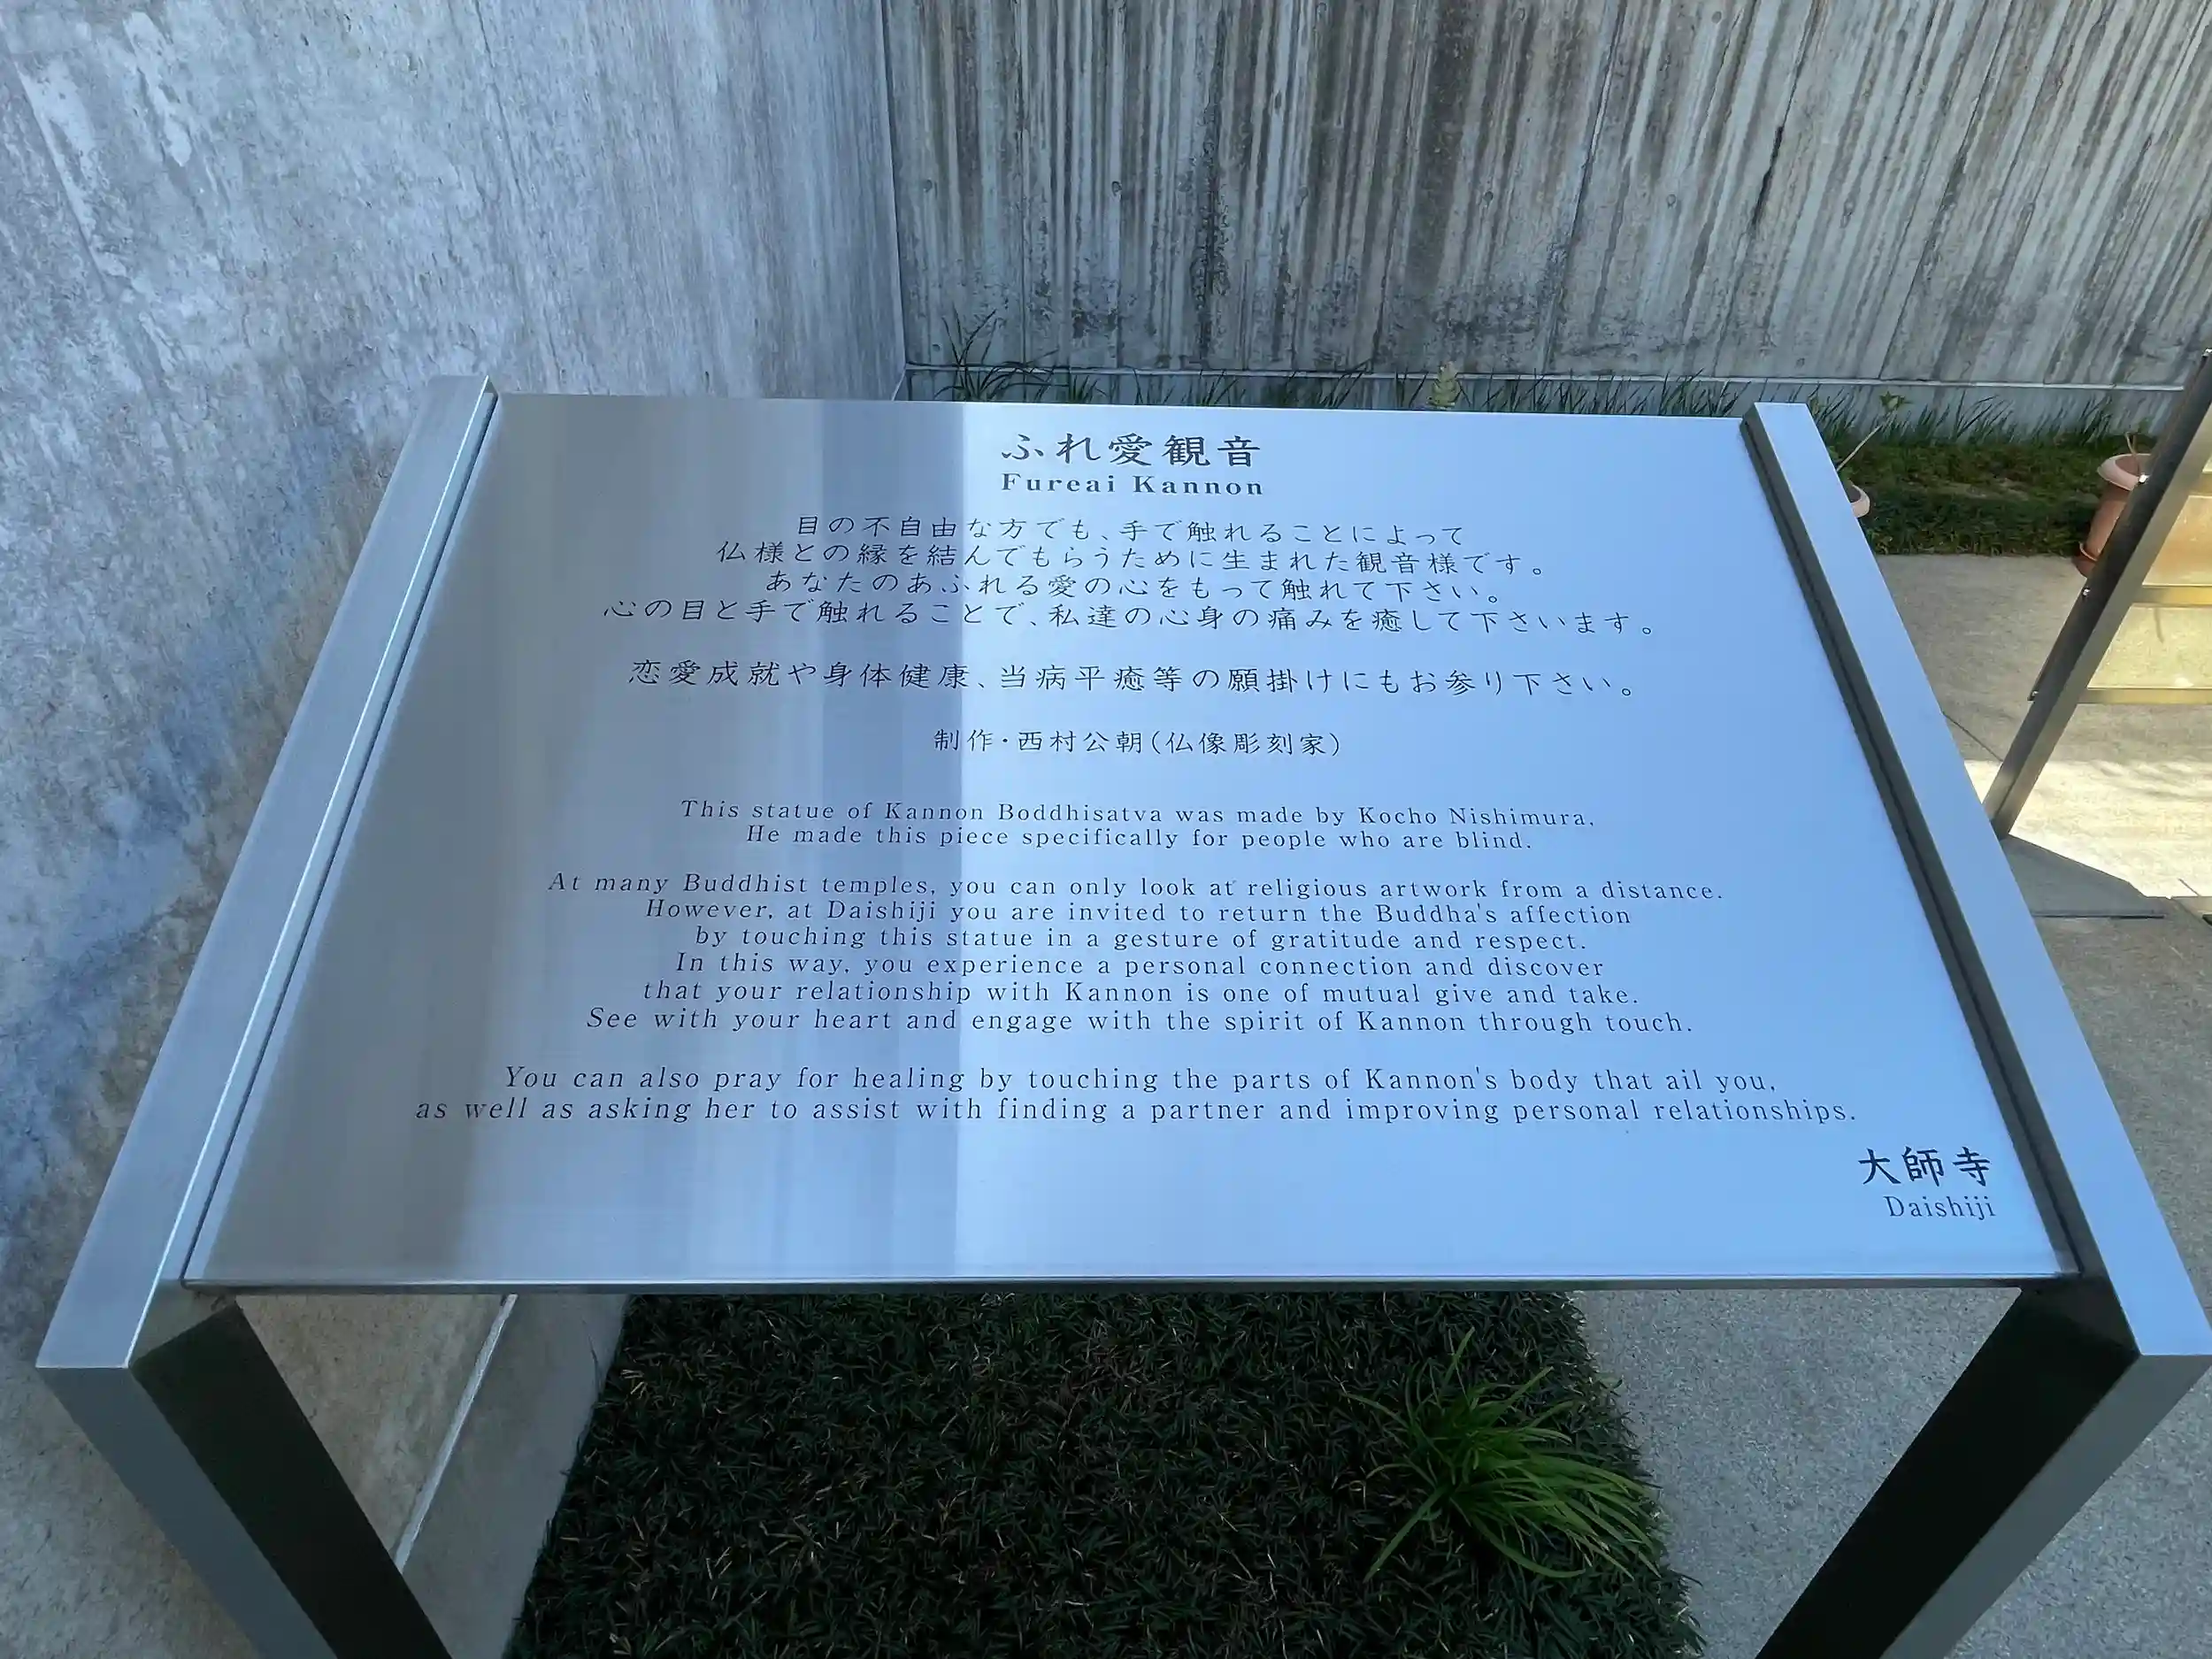 ふれ愛観音
Fureai Kannon
目の不自由な方でも、手で触れることによって
仏様との縁を結んでもらうために生まれた観音様です。
あなたのあふれる愛の心をもって触れて下さい。
心の目と手で触れることで、私達の心身の痛みを癒して下さいます。
恋愛成就や身体健康、当病平癒等の願掛けにもお参り下さい。
制作・西村公朝(仏像彫刻家)
This statue of Kannon Boddhisatva was made by Kocho Nishimura.
He made this piece specifically for people who are blind.
At many Buddhist temples, you can only look at religious artwork from a distance.
However, at Daishiji you are invited to return the Buddha's affection
by touching this statue in a gesture of gratitude and respect.
In this way, you experience a personal connection and discover
that your relationship with Kannon is one of mutual give and take.
See with your heart and engage with the spirit of Kannon through touch.
You can also pray for healing by touching the parts of Kannon's body that ail you,
as well as asking her to assist with finding a partner and improving personal relationships.
大師寺
Daishiji